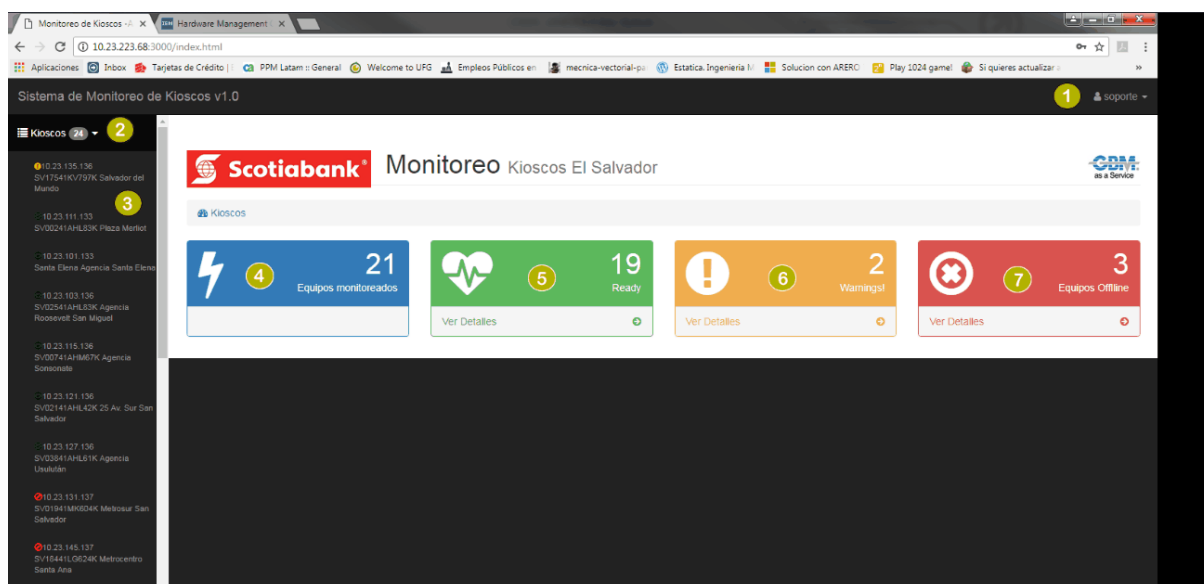 Monitoreo de Kioscos - A
Hardware Management C
10.23.223.68:3000/index.html
Aplicaciones Inbox Tarjetas de Crédito | PPM Latam :: General Welcome to UFG Empleos Públicos en mecnica-vectorial-pa Estatica. Ingenieria M Solucion con ARERO Play 1024 game! Si quieres actualizar a »
Sistema de Monitoreo de Kioscos v1.0 1 soporte
Kioscos 24 2
10.23.135.136
SV17541KV797K Salvador del
Mundo
3
10.23.111.133
SV00241AHL83K Plaza Merliot
10.23.101.133
Santa Elena Agencia Santa Elena
10.23.103.136
SV02541AHL83K Agencia
Roosevelt San Miguel
10.23.115.136
SV00741AHM67K Agencia
Sonsonate
10.23.121.136
SV02141AHL42K 25 Av. Sur San
Salvador
10.23.127.136
SV03841AHL61K Agencia
Usulután
10.23.131.137
SV01941MK604K Metrosur San
Salvador
10.23.145.137
SV18441LG624K Metrocentro
Santa Ana
Scotiabank® Monitoreo Kioscos El Salvador
GBM
as a Service
Kioscos
4 21
Equipos monitoreados
5 19
Ready
Ver Detalles
6 2
Warnings!
Ver Detalles
7 3
Equipos Offline
Ver Detalles